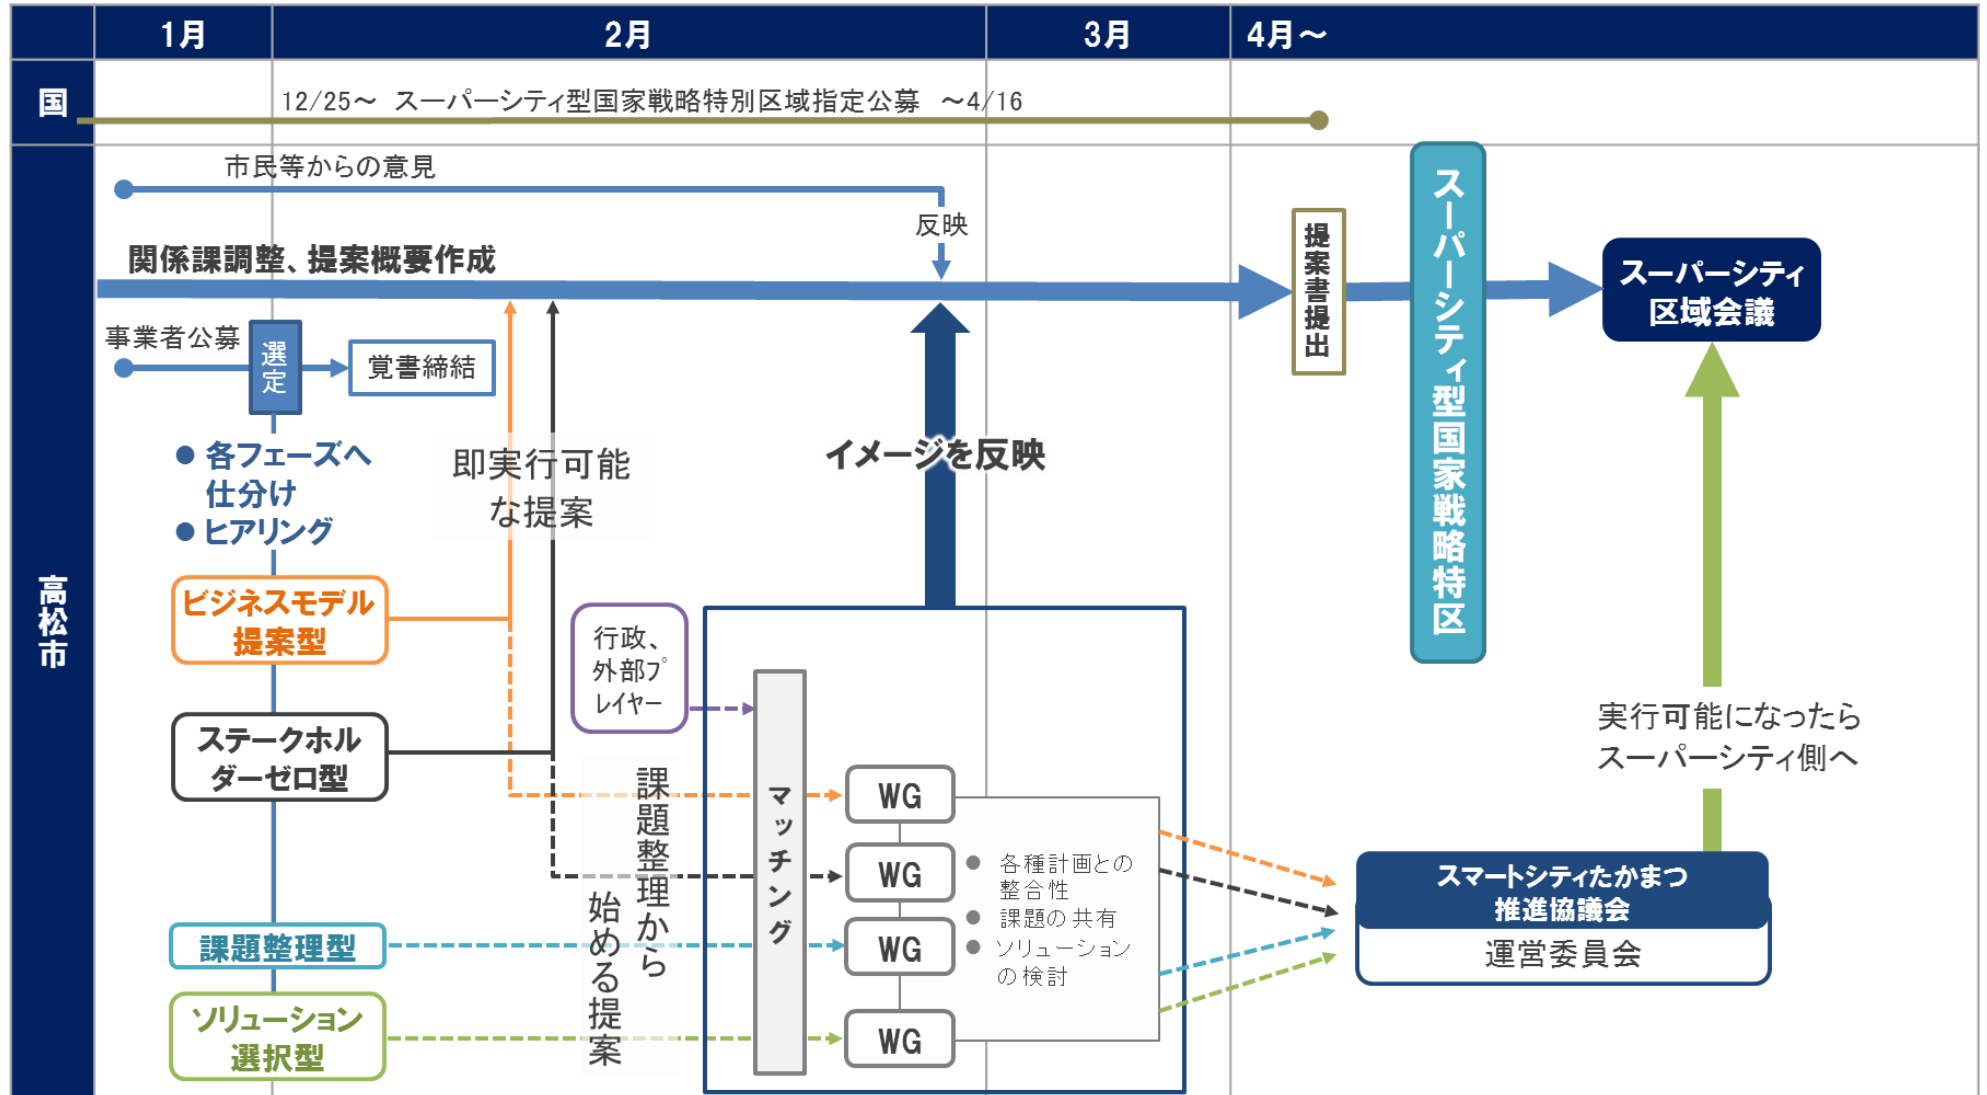 1月
2月
3月
4月～
国
12/25～ スーパーシティ型国家戦略特別区域指定公募 ～4/16
高松市
市民等からの意見
反映
関係課調整、提案概要作成
事業者公募
選定
覚書締結
● 各フェーズへ
仕分け
● ヒアリング
即実行可能
な提案
イメージを反映
提案書提出
スーパーシティ型国家戦略特区
スーパーシティ
区域会議
ビジネスモデル
提案型
ステークホル
ダーゼロ型
課題整理型
ソリューション
選択型
行政、
外部プ
レイヤー
課題整理から
始める提案
マッチング
WG
WG
WG
WG
● 各種計画との
整合性
● 課題の共有
● ソリューション
の検討
実行可能になったら
スーパーシティ側へ
スマートシティたかまつ
推進協議会
運営委員会